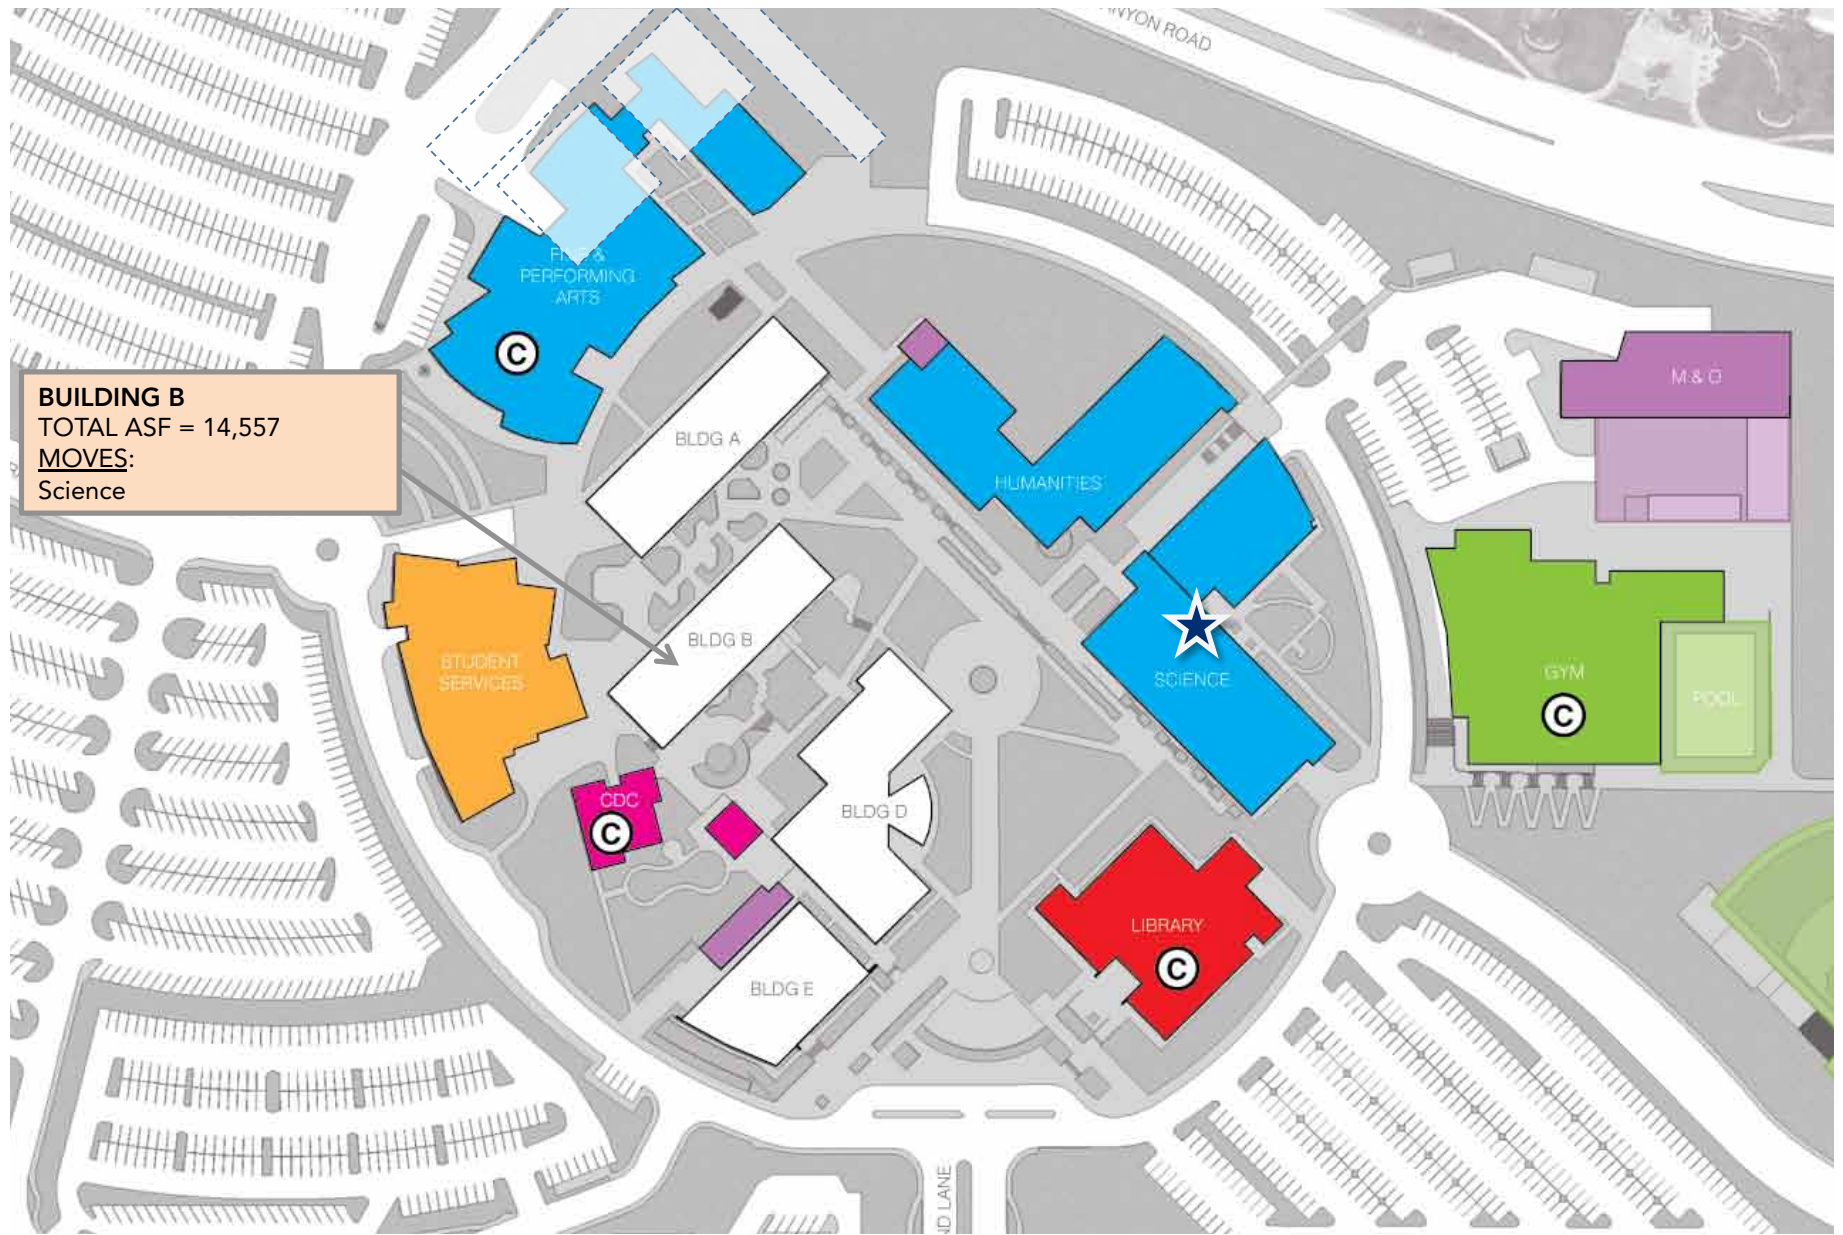 NYON ROAD
FINE &
PERFORMING
ARTS
C
BUILDING B
TOTAL ASF = 14,557
MOVES:
Science
BLDG A
HUMANITIES
M & O
BLDG B
STUDENT
SERVICES
SCIENCE
GYM
C
POOL
CDC
C
BLDG D
LIBRARY
C
BLDG E
ND LANE